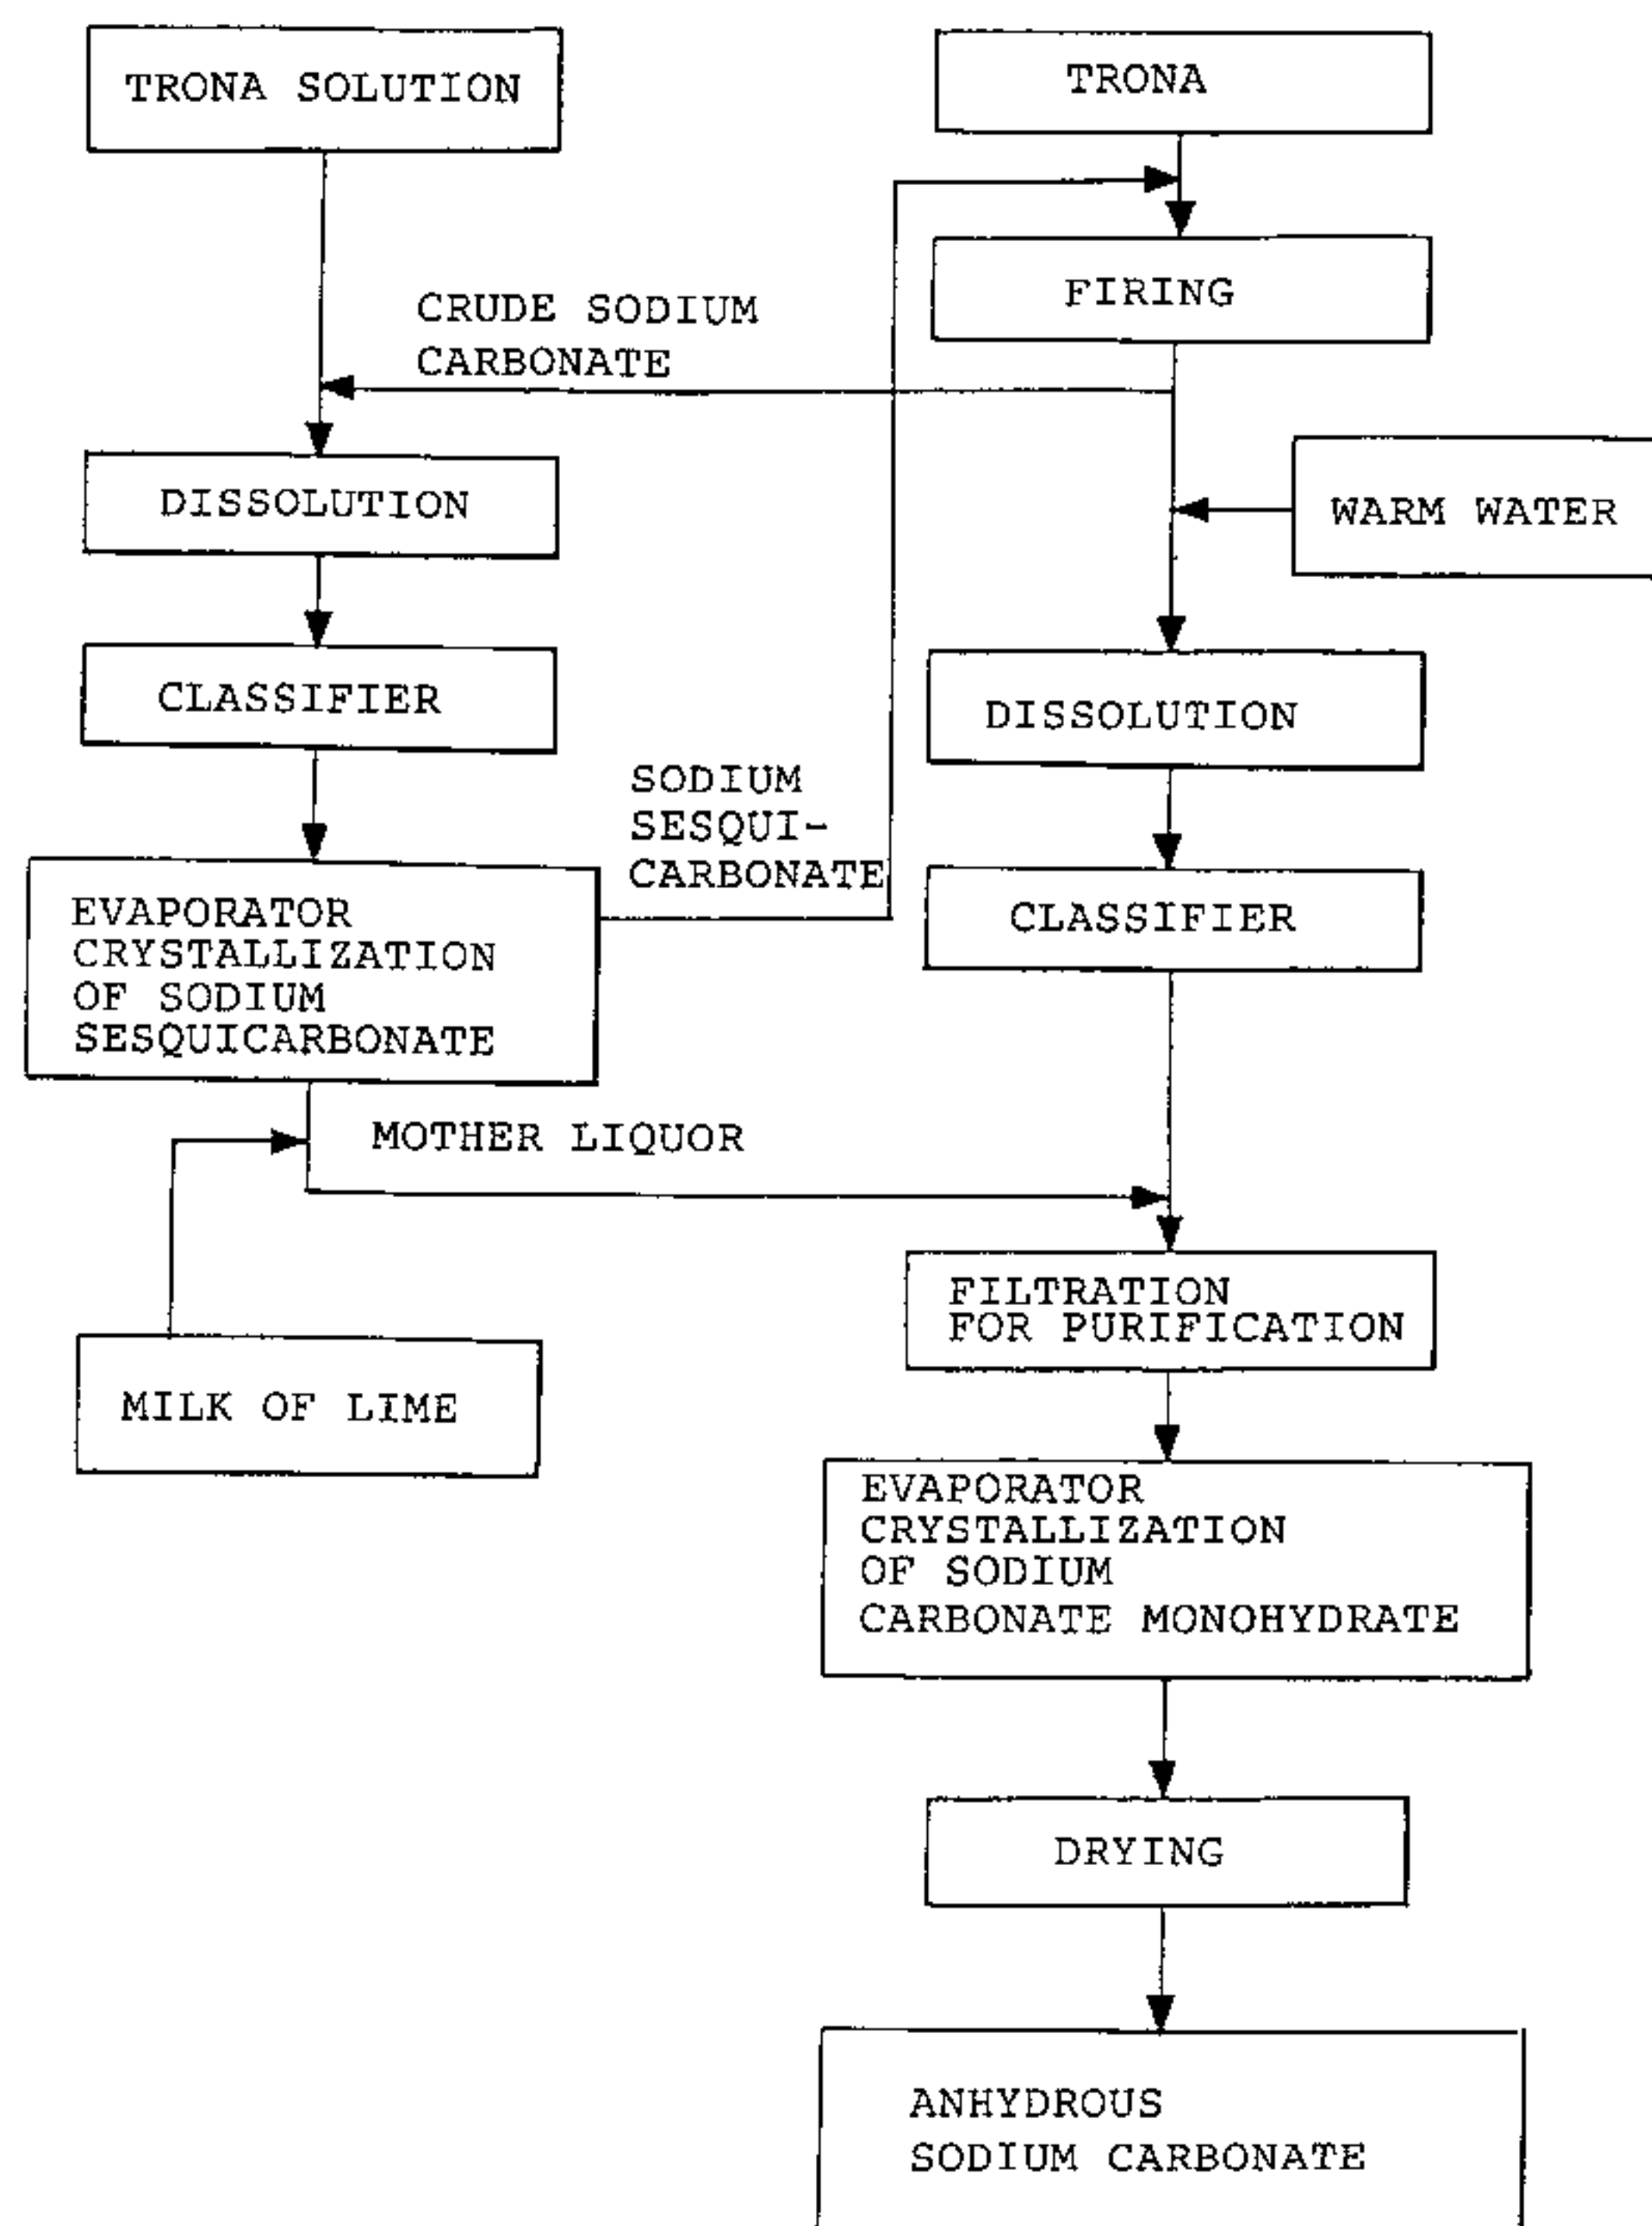 TRONA SOLUTION
TRONA
FIRING
CRUDE SODIUM
CARBONATE
WARM WATER
DISSOLUTION
CLASSIFIER
DISSOLUTION
SODIUM
SESQUI-
CARBONATE
CLASSIFIER
EVAPORATOR
CRYSTALLIZATION
OF SODIUM
SESQUICARBONATE
MOTHER LIQUOR
MILK OF LIME
FILTRATION
FOR PURIFICATION
EVAPORATOR
CRYSTALLIZATION
OF SODIUM
CARBONATE MONOHYDRATE
DRYING
ANHYDROUS
SODIUM CARBONATE